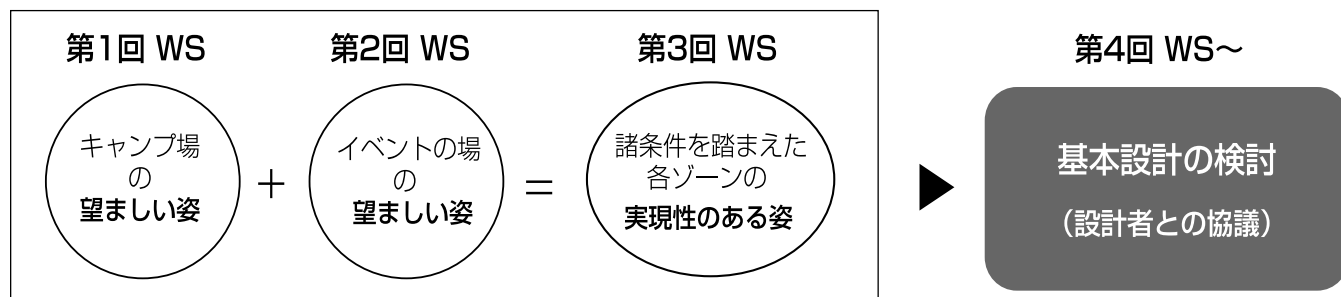 第1回 WS
第2回 WS
第3回 WS
第4回 WS〜
キャンプ場
の
望ましい姿
+
イベントの場
の
望ましい姿
=
諸条件を踏まえた
各ゾーンの
実現性のある姿
基本設計の検討
（設計者との協議）